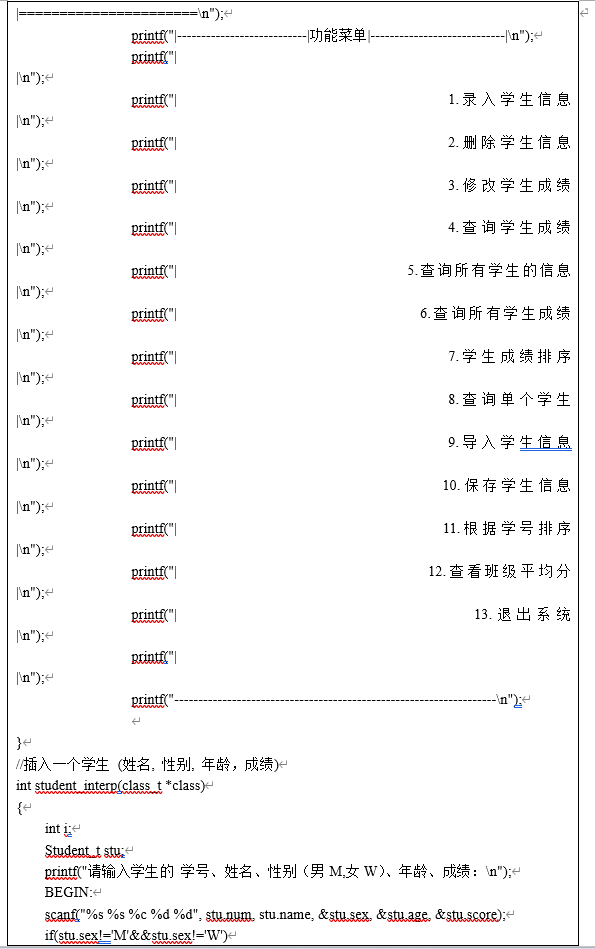 |======================\n");
printf("|---------------------------|功能菜单|----------------------------|\n");
printf("|
|\n");
printf("| 1.录入学生信息
|\n");
printf("| 2.删除学生信息
|\n");
printf("| 3.修改学生成绩
|\n");
printf("| 4.查询学生成绩
|\n");
printf("| 5.查询所有学生的信息
|\n");
printf("| 6.查询所有学生成绩
|\n");
printf("| 7.学生成绩排序
|\n");
printf("| 8.查询单个学生
|\n");
printf("| 9.导入学生信息
|\n");
printf("| 10.保存学生信息
|\n");
printf("| 11.根据学号排序
|\n");
printf("| 12.查看班级平均分
|\n");
printf("| 13.退出系统
|\n");
printf("|
|\n");
printf("-------------------------------------------------------------------\n");
}
//插入一个学生 (姓名, 性别, 年龄，成绩)
int student_interp(class_t *class)
{
int i;
Student_t stu;
printf("请输入学生的 学号、姓名、性别（男 M,女 W）、年龄、成绩：\n");
BEGIN:
scanf("%s %s %c %d %d", stu.num, stu.name, &stu.sex, &stu.age, &stu.score);
if(stu.sex!='M'&&stu.sex!='W')